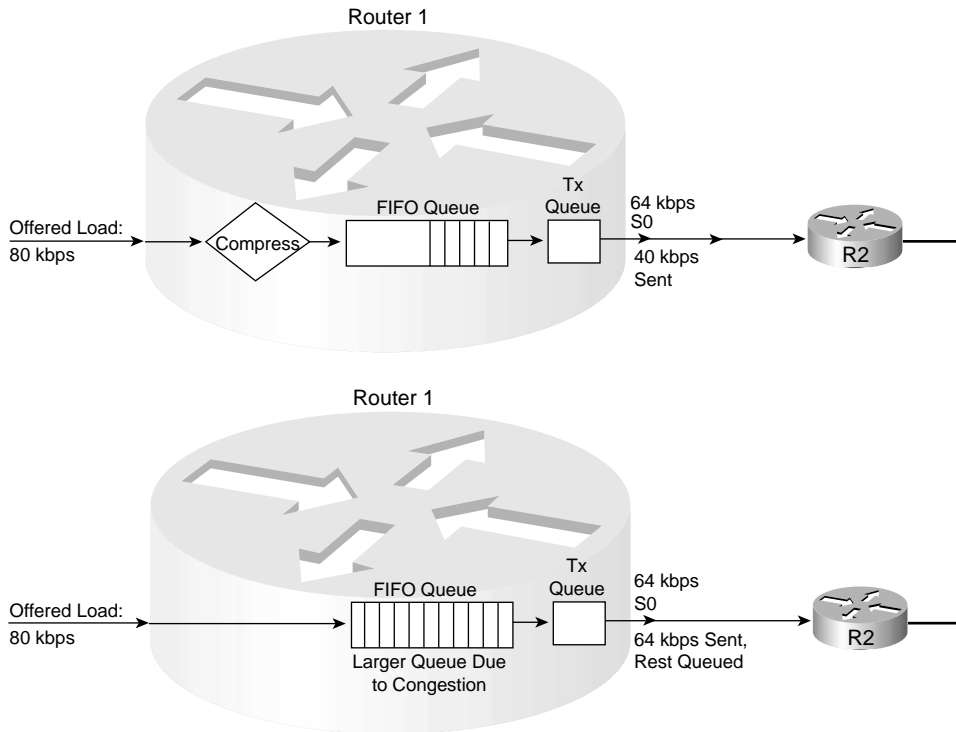 Router 1
Offered Load:
80 kbps
Compress
FIFO Queue
Tx
Queue
64 kbps
S0
40 kbps
Sent
R2
Router 1
Offered Load:
80 kbps
FIFO Queue
Larger Queue Due
to Congestion
Tx
Queue
64 kbps
S0
64 kbps Sent,
Rest Queued
R2